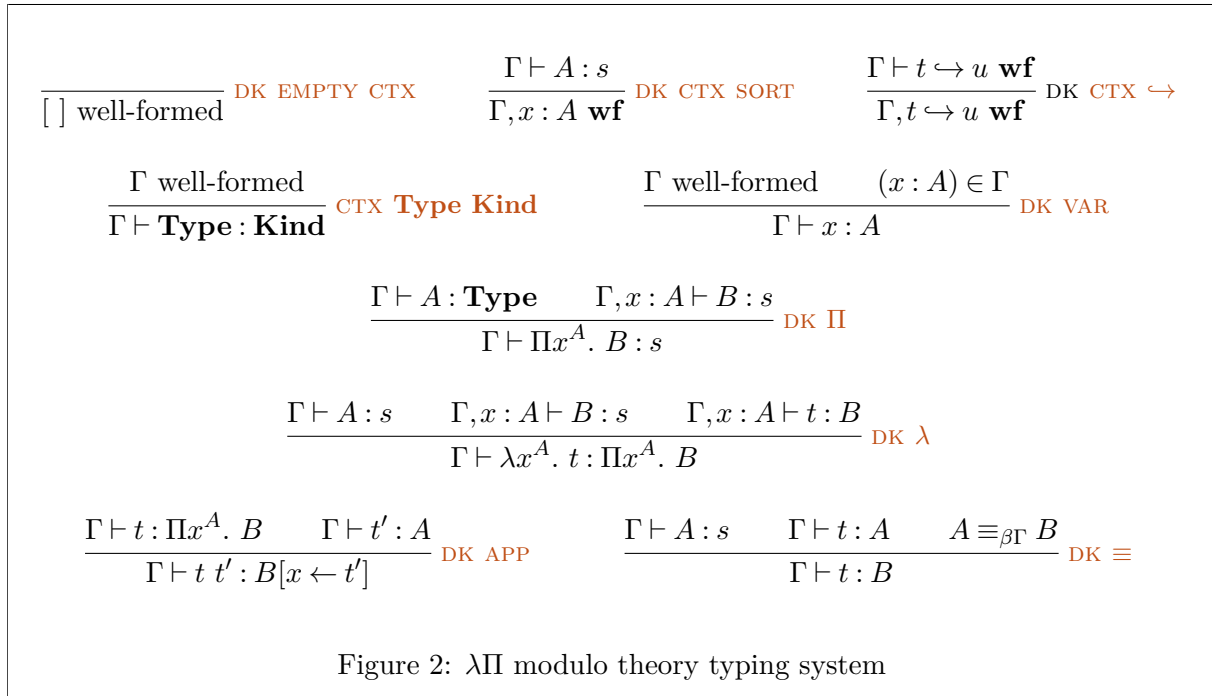 Γ ⊢ A : s Γ ⊢ t ↪ u wf
[ ] well-formed DK EMPTY CTX Γ, x : A wf DK CTX SORT Γ, t ↪ u wf DK CTX ↪
Γ well-formed Γ well-formed (x : A) ∈ Γ
Γ ⊢ Type : Kind CTX Type Kind Γ ⊢ x : A DK VAR
Γ ⊢ A : Type Γ, x : A ⊢ B : s
Γ ⊢ Πx^A. B : s DK Π
Γ ⊢ A : s Γ, x : A ⊢ B : s Γ, x : A ⊢ t : B
Γ ⊢ λx^A. t : Πx^A. B DK λ
Γ ⊢ t : Πx^A. B Γ ⊢ t′ : A Γ ⊢ A : s Γ ⊢ t : A A ≡_βΓ B
Γ ⊢ t t′ : B[x ← t′] DK APP Γ ⊢ t : B DK ≡
Figure 2: λΠ modulo theory typing system